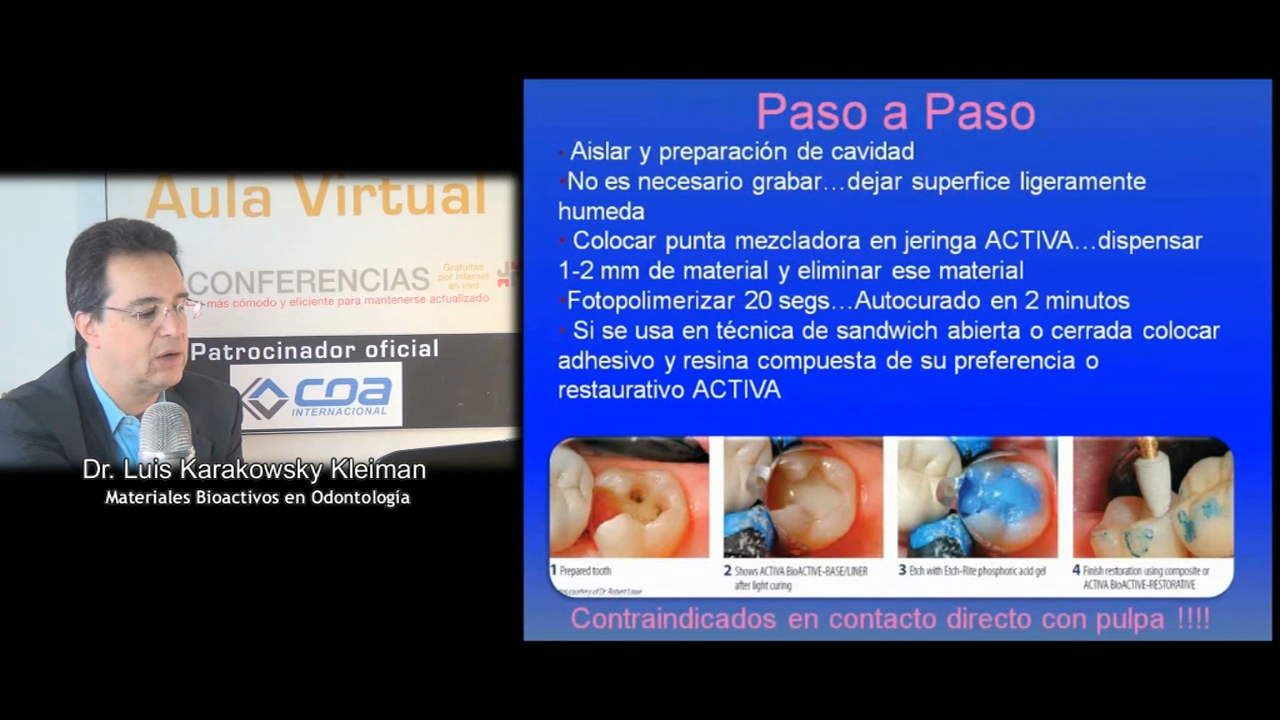 Aula Virtual
CONFERENCIAS
Gratuitas
por internet
en vivo
más cómodo y eficiente para mantenerse actualizado
Patrocinador oficial
coa
INTERNACIONAL
Dr. Luis Karakowsky Kleiman
Materiales Bioactivos en Odontología
Paso a Paso
• Aislar y preparación de cavidad
•No es necesario grabar…dejar superfice ligeramente
humeda
• Colocar punta mezcladora en jeringa ACTIVA…dispensar
1-2 mm de material y eliminar ese material
•Fotopolimerizar 20 segs…Autocurado en 2 minutos
• Si se usa en técnica de sandwich abierta o cerrada colocar
adhesivo y resina compuesta de su preferencia o
restaurativo ACTIVA
1 Prepared tooth
courtesy of Dr. Robert Lowe
2 Shows ACTIVA BioACTIVE-BASE/LINER
after light curing
3 Etch with Etch-Rite phosphoric acid gel
4 Finish restoration using composite or
ACTIVA BioACTIVE-RESTORATIVE
Contraindicados en contacto directo con pulpa !!!!